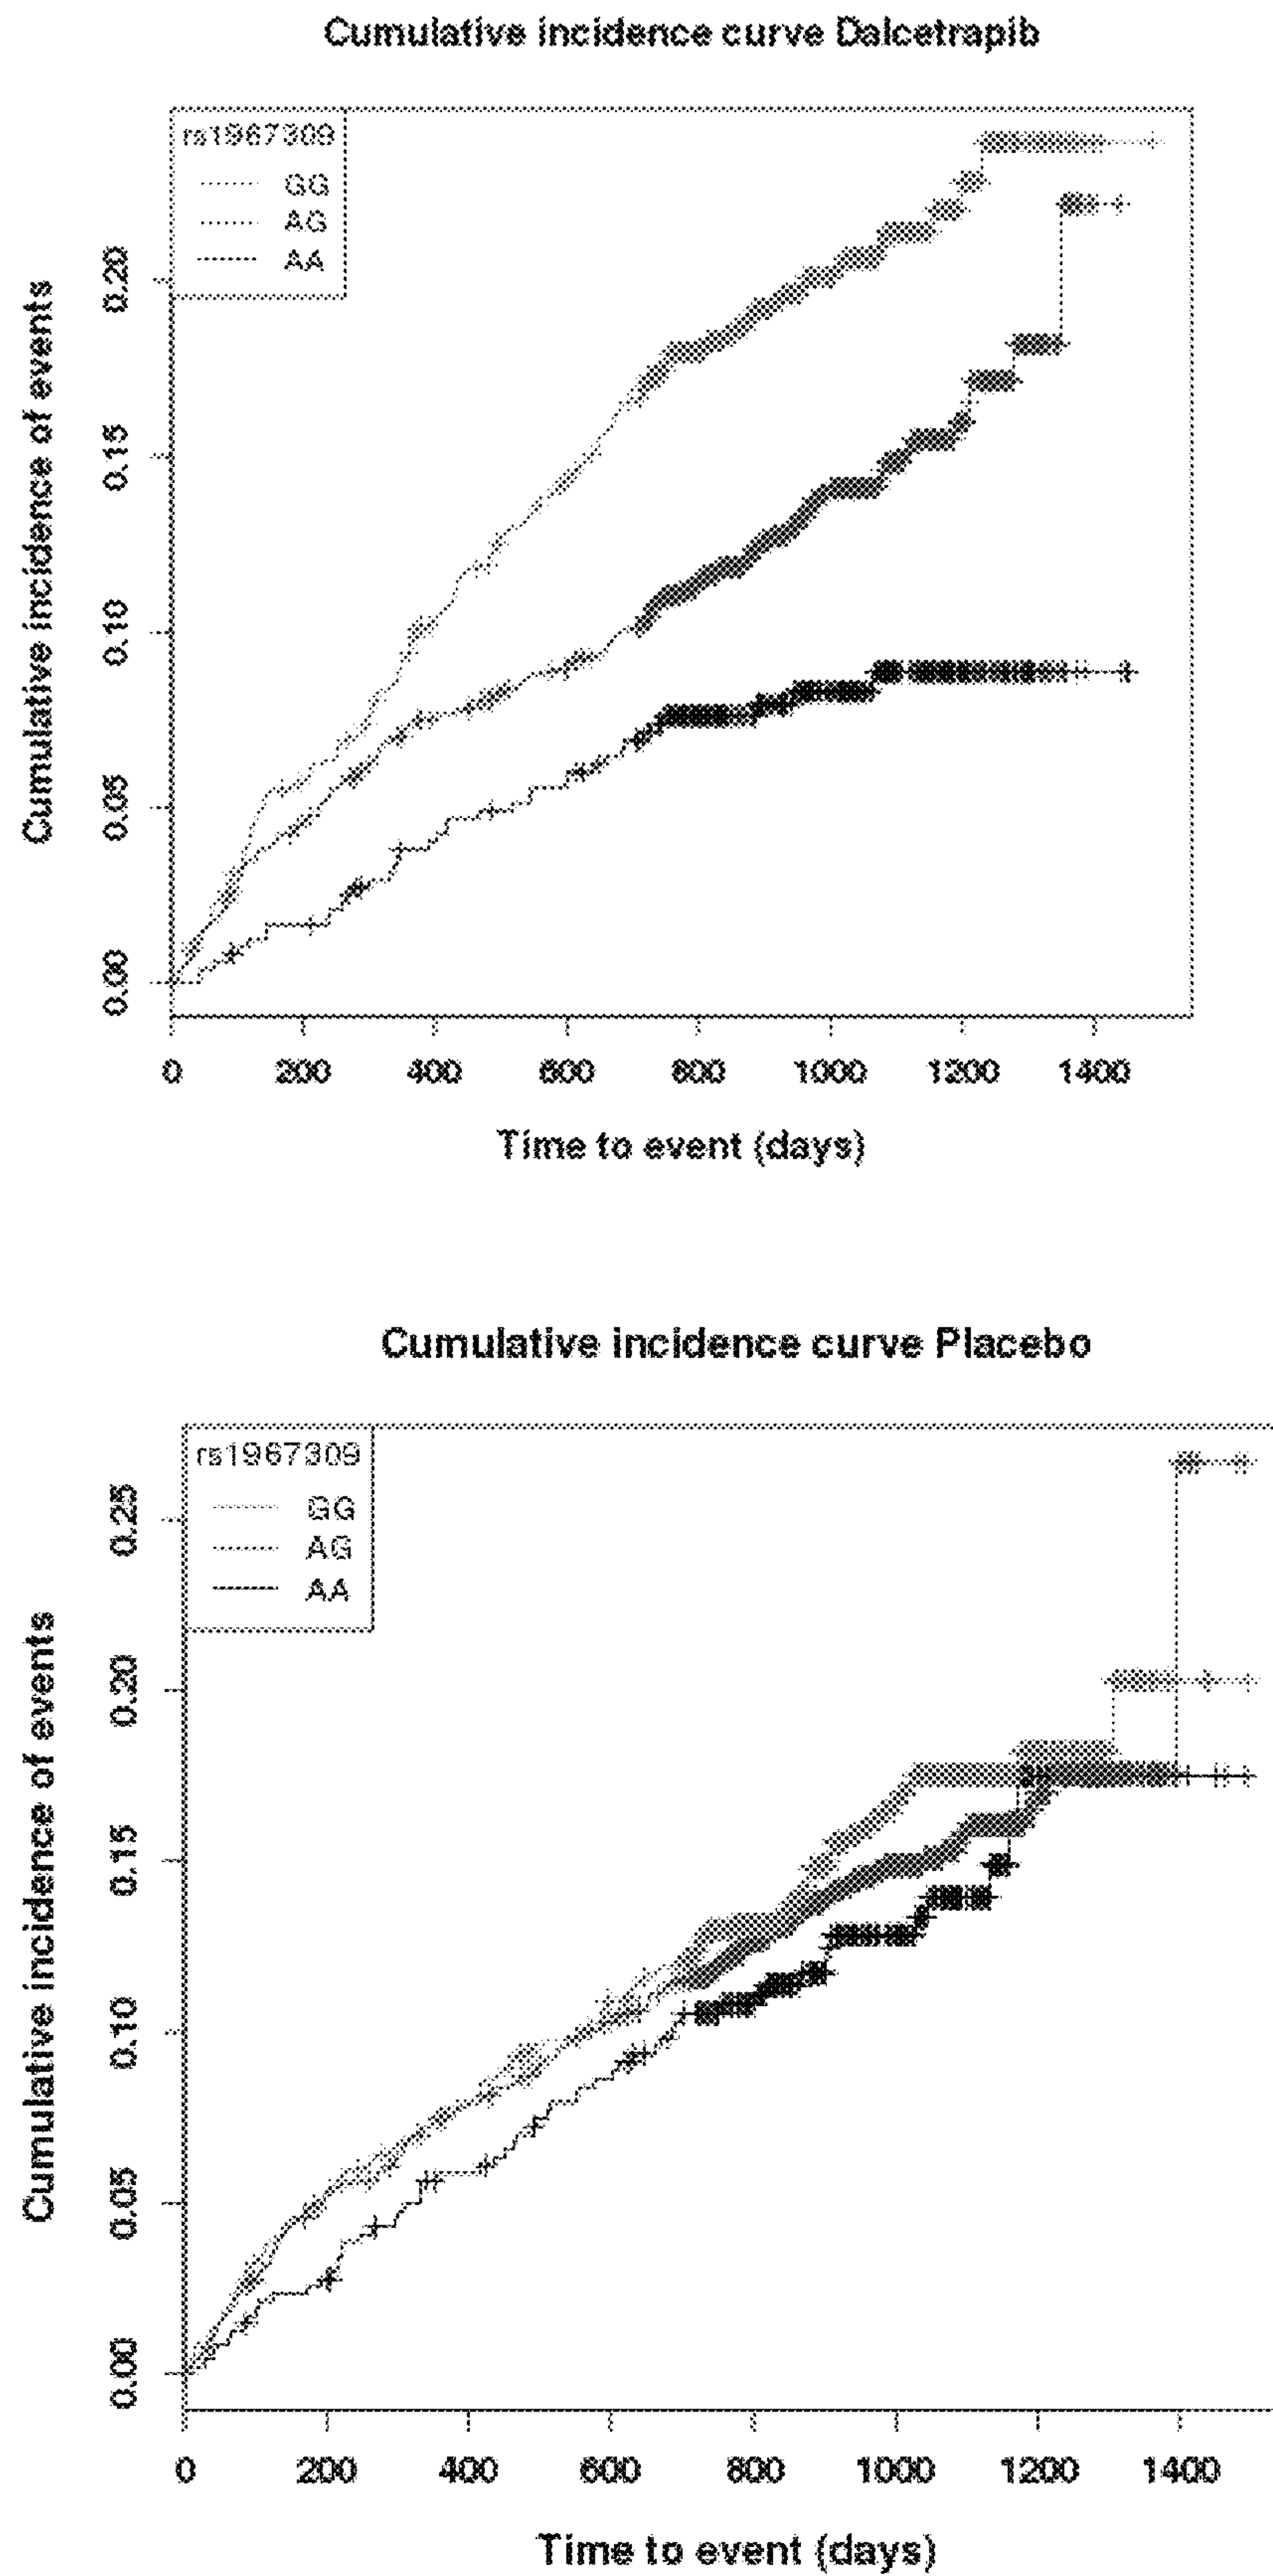 Cumulative incidence curve Dalcetrapib
rs1967309
GG
AG
AA
Cumulative incidence of events
0.20
0.15
0.10
0.05
0.00
0 200 400 600 800 1000 1200 1400
Time to event (days)
Cumulative incidence curve Placebo
rs1967309
GG
AG
AA
Cumulative incidence of events
0.25
0.20
0.15
0.10
0.05
0.00
0 200 400 600 800 1000 1200 1400
Time to event (days)